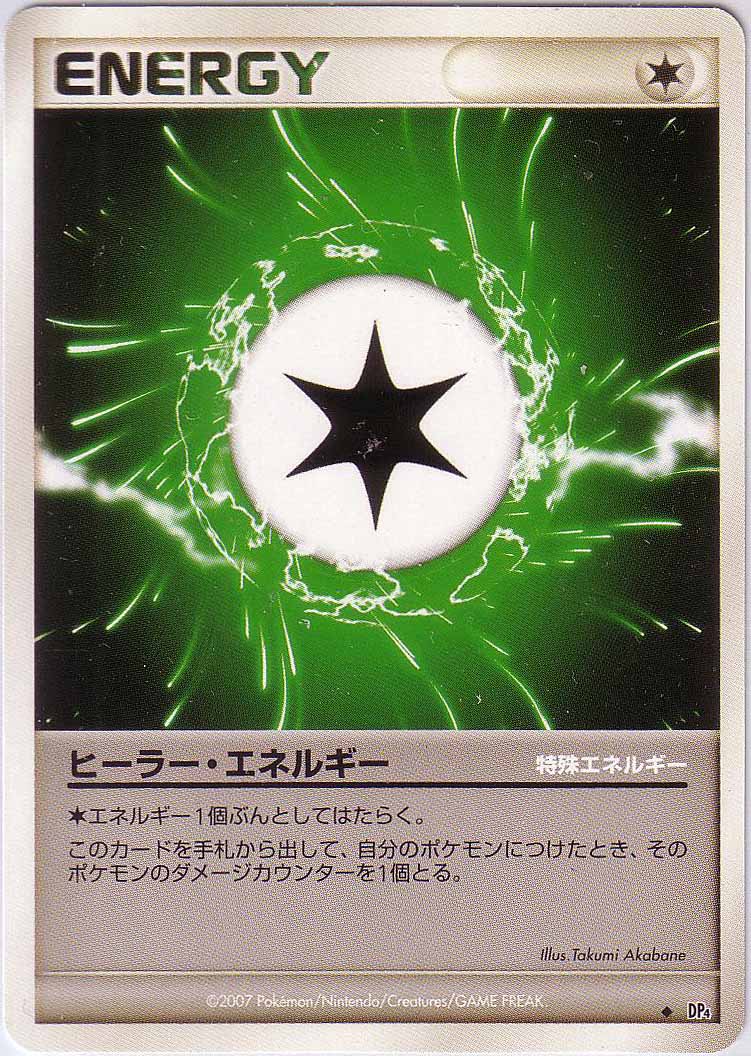 ENERGY
ヒーラー・エネルギー
特殊エネルギー
✶エネルギー1個ぶんとしてはたらく。
このカードを手札から出して、自分のポケモンにつけたとき、その
ポケモンのダメージカウンターを1個とる。
Illus.Takumi Akabane
©2007 Pokémon/Nintendo/Creatures/GAME FREAK.
◆ DP4